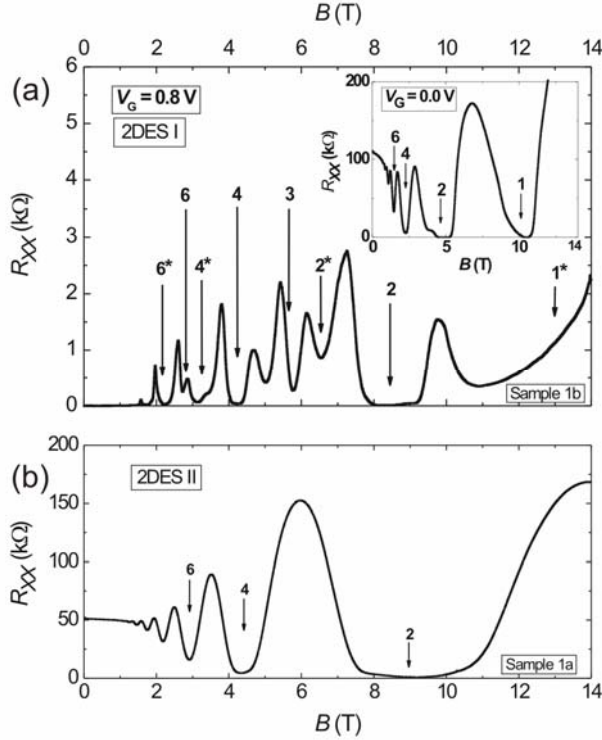 B (T)
0 2 4 6 8 10 12 14
(a)
6
5
4
3
2
1
0
R_XX (kΩ)
V_G = 0.8 V
2DES I
6*
6
4*
4
3
2*
2
1*
Sample 1b
200
100
0
R_XX (kΩ)
V_G = 0.0 V
6
4
2
1
0 5 10 14
B (T)
(b)
200
150
100
50
0
R_XX (kΩ)
2DES II
6
4
2
Sample 1a
0 2 4 6 8 10 12 14
B (T)